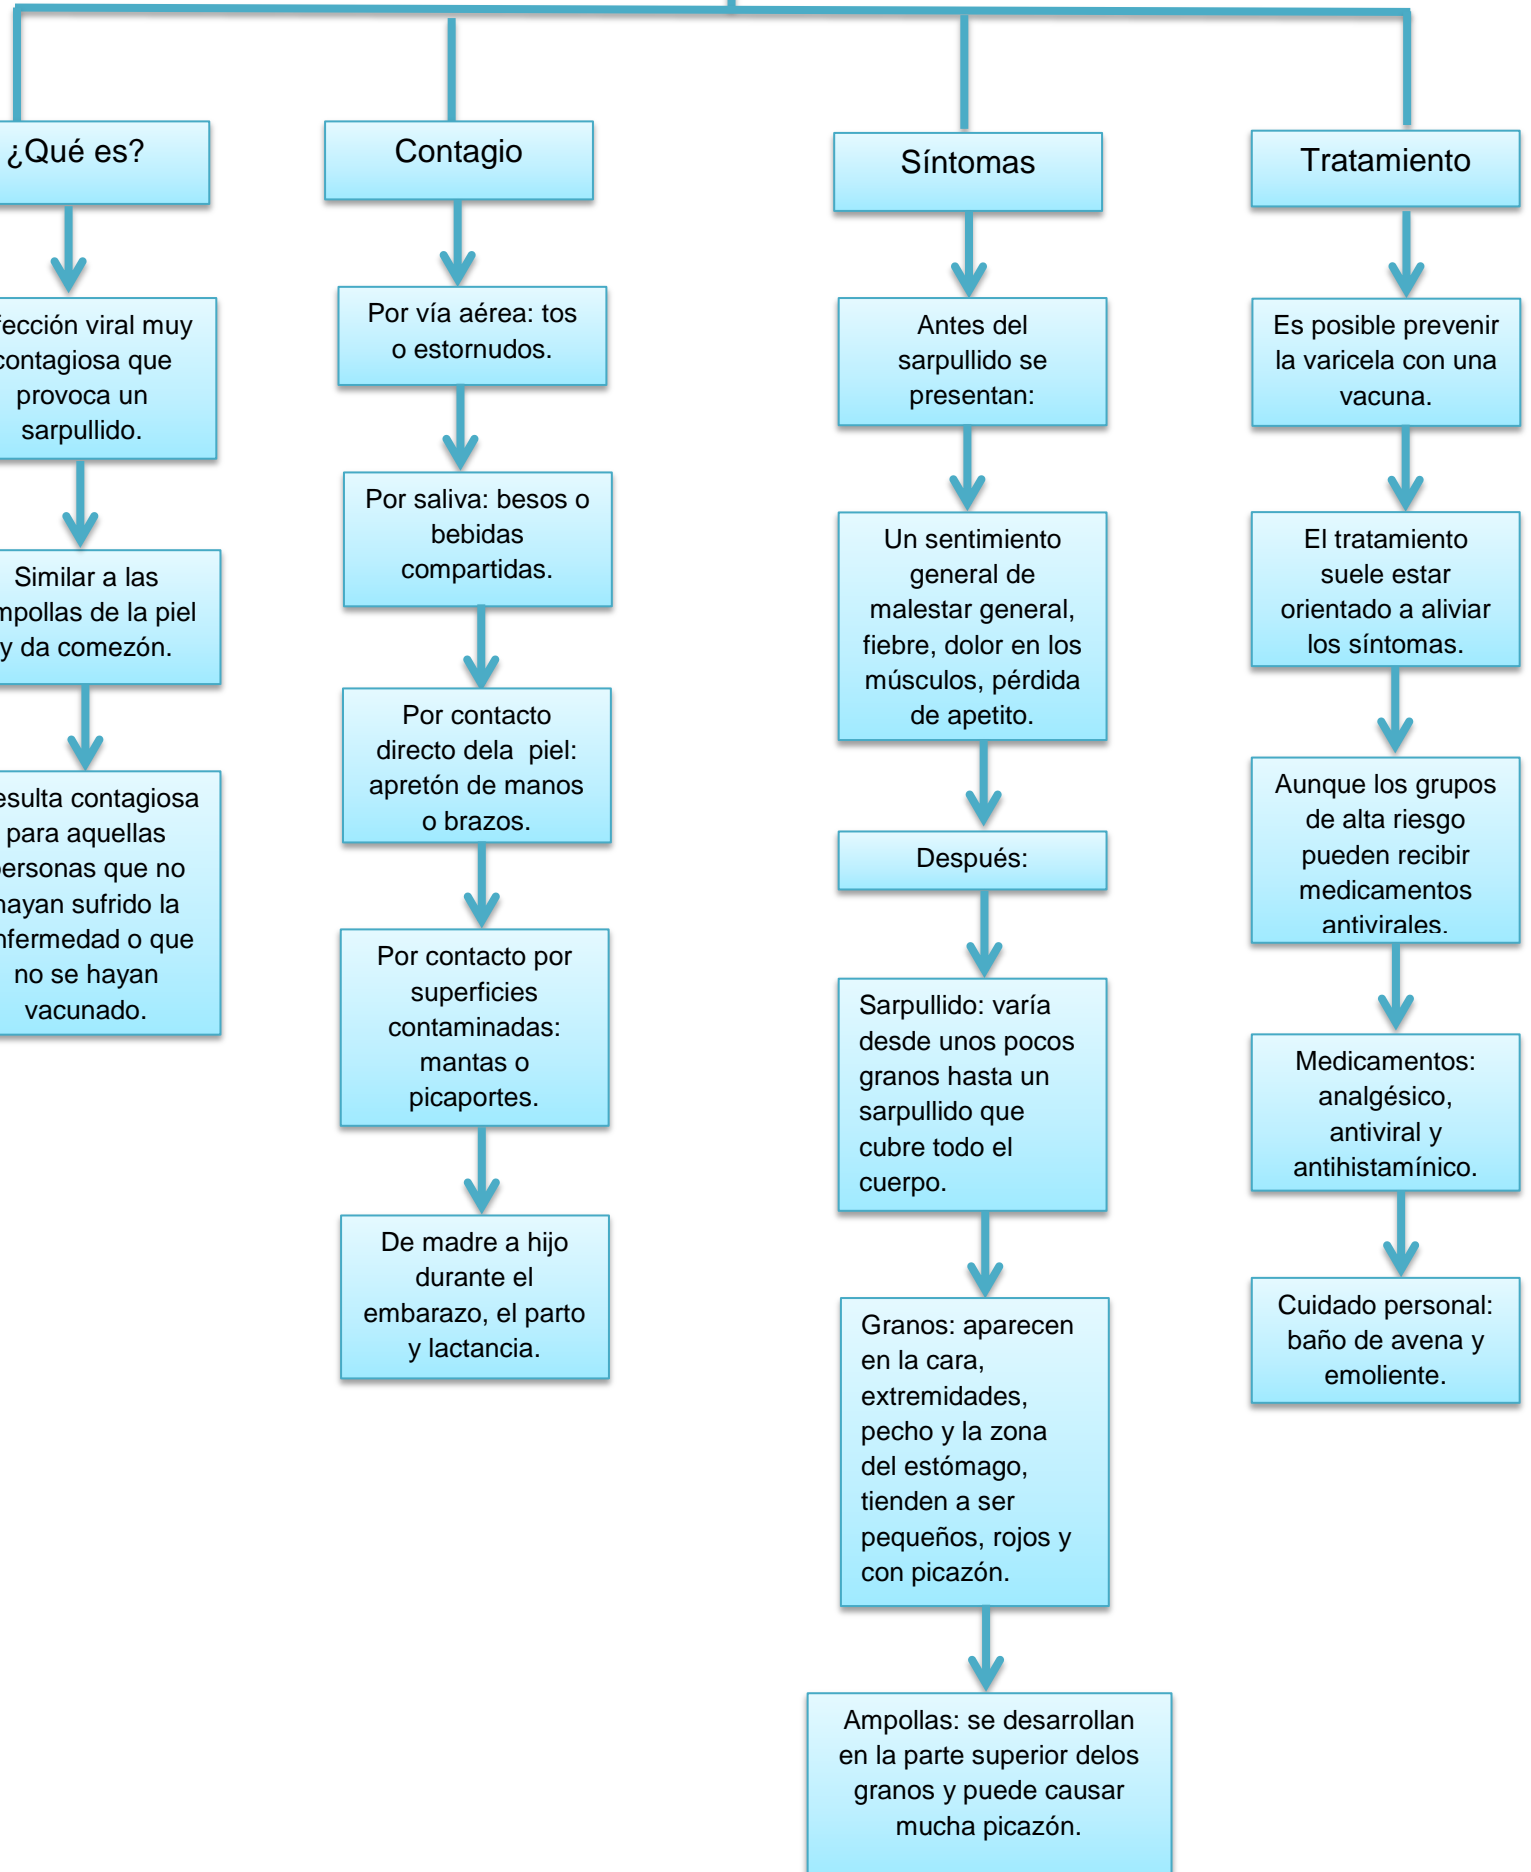 ¿Qué es?
fección viral muy
contagiosa que
provoca un
sarpullido.
Similar a las
mpollas de la piel
y da comezón.
esulta contagiosa
para aquellas
personas que no
hayan sufrido la
nfermedad o que
no se hayan
vacunado.
Contagio
Por vía aérea: tos
o estornudos.
Por saliva: besos o
bebidas
compartidas.
Por contacto
directo dela piel:
apretón de manos
o brazos.
Por contacto por
superficies
contaminadas:
mantas o
picaportes.
De madre a hijo
durante el
embarazo, el parto
y lactancia.
Síntomas
Antes del
sarpullido se
presentan:
Un sentimiento
general de
malestar general,
fiebre, dolor en los
músculos, pérdida
de apetito.
Después:
Sarpullido: varía
desde unos pocos
granos hasta un
sarpullido que
cubre todo el
cuerpo.
Granos: aparecen
en la cara,
extremidades,
pecho y la zona
del estómago,
tienden a ser
pequeños, rojos y
con picazón.
Ampollas: se desarrollan
en la parte superior delos
granos y puede causar
mucha picazón.
Tratamiento
Es posible prevenir
la varicela con una
vacuna.
El tratamiento
suele estar
orientado a aliviar
los síntomas.
Aunque los grupos
de alta riesgo
pueden recibir
medicamentos
antivirales.
Medicamentos:
analgésico,
antiviral y
antihistamínico.
Cuidado personal:
baño de avena y
emoliente.